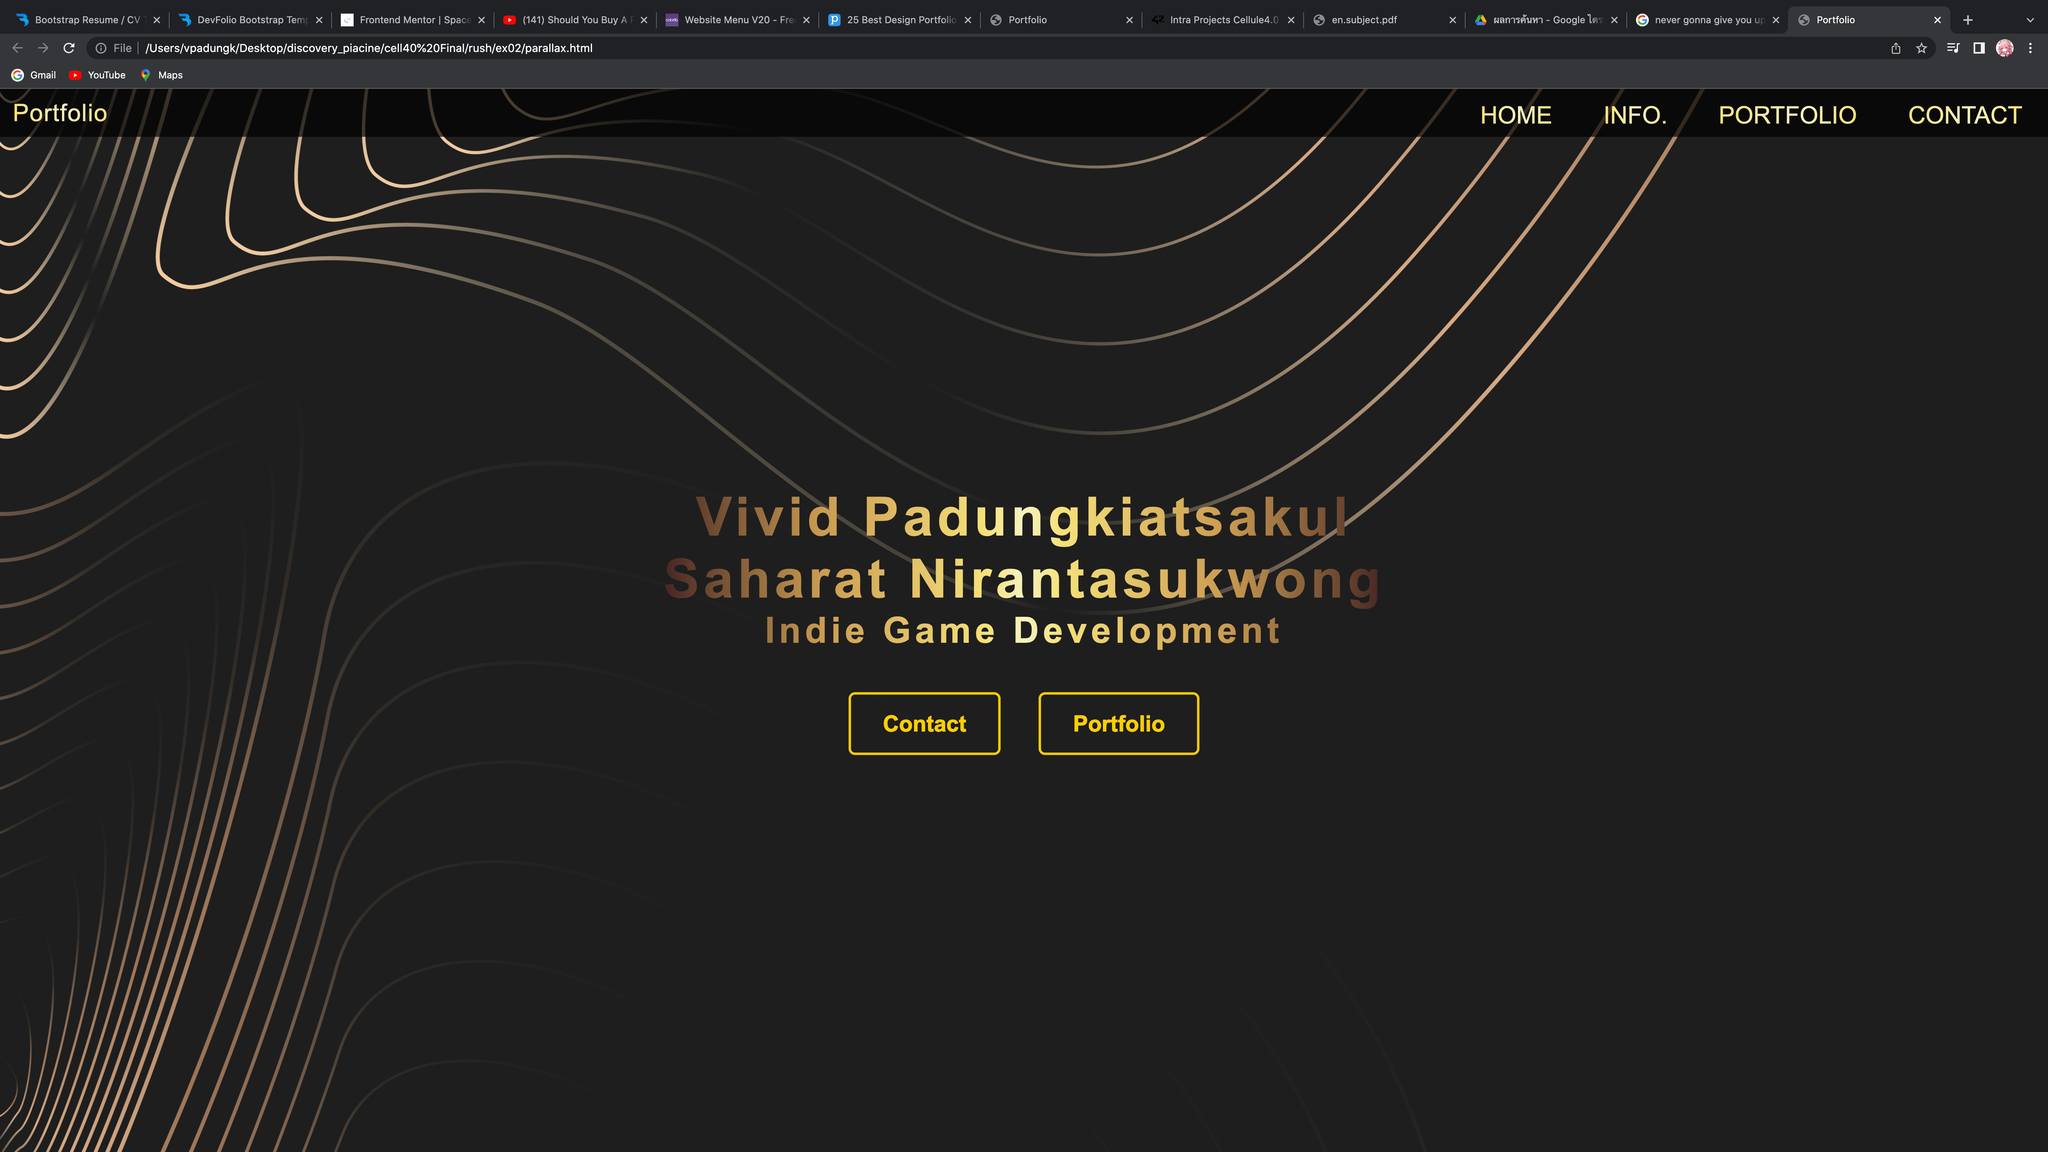 Bootstrap Resume / CV
DevFolio Bootstrap Tem
Frontend Mentor | Space
(141) Should You Buy A
Website Menu V20 - Fre
25 Best Design Portfolio
Portfolio
Intra Projects Cellule4.0
en.subject.pdf
ผลการค้นหา - Google ไดร
never gonna give you up
Portfolio
File
/Users/vpadungk/Desktop/discovery_piacine/cell40%20Final/rush/ex02/parallax.html
Gmail YouTube Maps
Portfolio
HOME INFO. PORTFOLIO CONTACT
Vivid Padungkiatsakul
Saharat Nirantasukwong
Indie Game Development
Contact Portfolio